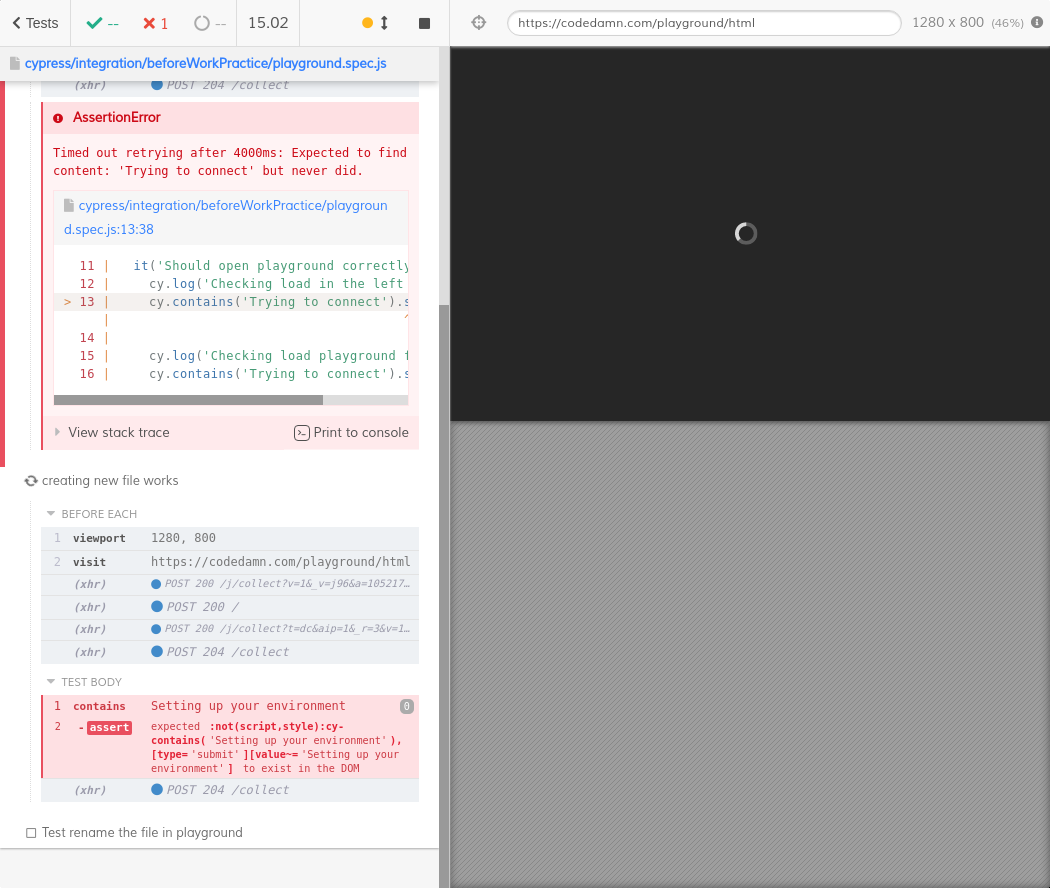 Tests
--
1
--
15.02
https://codedamn.com/playground/html
1280 x 800 (46%)
cypress/integration/beforeWorkPractice/playground.spec.js
(xhr) POST 204 /collect
AssertionError
Timed out retrying after 4000ms: Expected to find
content: 'Trying to connect' but never did.
cypress/integration/beforeWorkPractice/playgroun
d.spec.js:13:38
11 | it('Should open playground correctly
12 | cy.log('Checking load in the left
> 13 | cy.contains('Trying to connect').s
| ^
14 |
15 | cy.log('Checking load playground f
16 | cy.contains('Trying to connect').s
View stack trace
Print to console
creating new file works
BEFORE EACH
1 viewport 1280, 800
2 visit https://codedamn.com/playground/html
(xhr) POST 200 /j/collect?v=1&_v=j96&a=105217…
(xhr) POST 200 /
(xhr) POST 200 /j/collect?t=dc&aip=1&_r=3&v=1…
(xhr) POST 204 /collect
TEST BODY
1 contains Setting up your environment 0
2 -assert expected :not(script,style):cy-
contains('Setting up your environment'),
[type='submit'][value~='Setting up your
environment'] to exist in the DOM
(xhr) POST 204 /collect
Test rename the file in playground